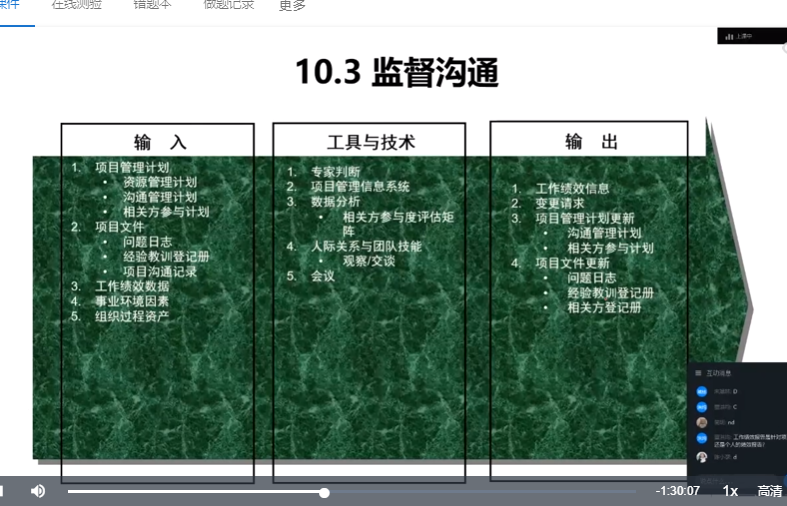 课件 在线测验 错题本 做题记录 更多
上课中
10.3 监督沟通
输 入
1. 项目管理计划
• 资源管理计划
• 沟通管理计划
• 相关方参与计划
2. 项目文件
• 问题日志
• 经验教训登记册
• 项目沟通记录
3. 工作绩效数据
4. 事业环境因素
5. 组织过程资产
工具与技术
1. 专家判断
2. 项目管理信息系统
3. 数据分析
• 相关方参与度评估矩
阵
4. 人际关系与团队技能
• 观察/交谈
5. 会议
输 出
1. 工作绩效信息
2. 变更请求
3. 项目管理计划更新
• 沟通管理计划
• 相关方参与计划
4. 项目文件更新
• 问题日志
• 经验教训登记册
• 相关方登记册
互动消息
D
C
nd
工作绩效报告是针对项
还是个人的绩效报告?
d
-1:30:07 1x 高清